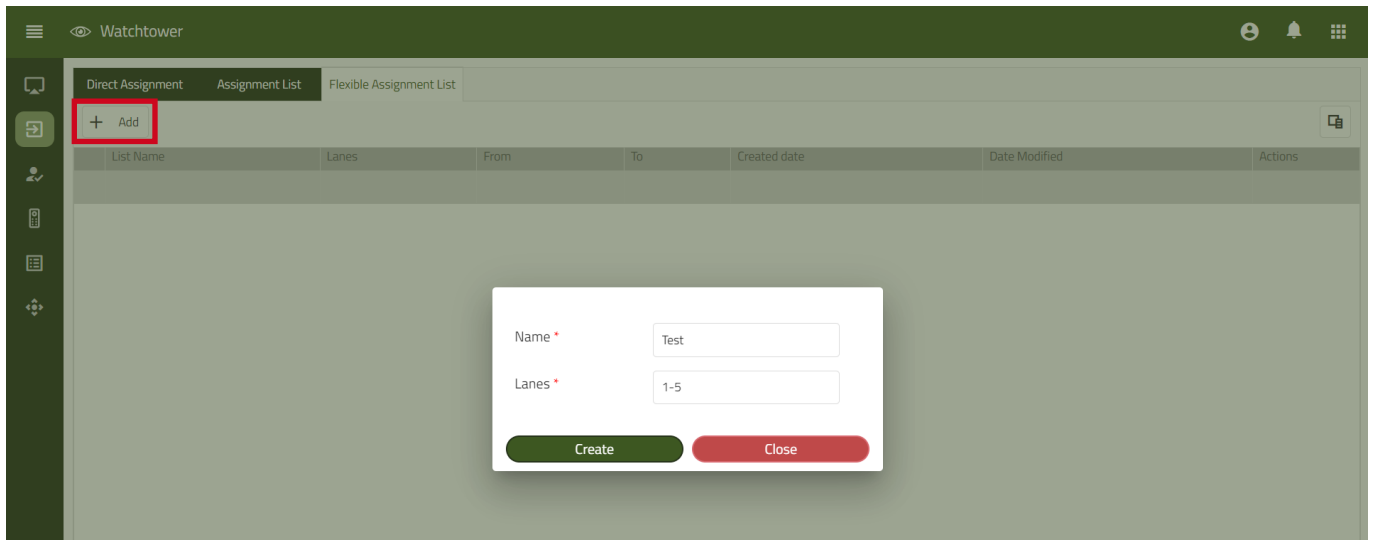 Watchtower
Direct Assignment Assignment List Flexible Assignment List
+ Add
List Name Lanes From To Created date Date Modified Actions
Name * Test
Lanes * 1-5
Create Close